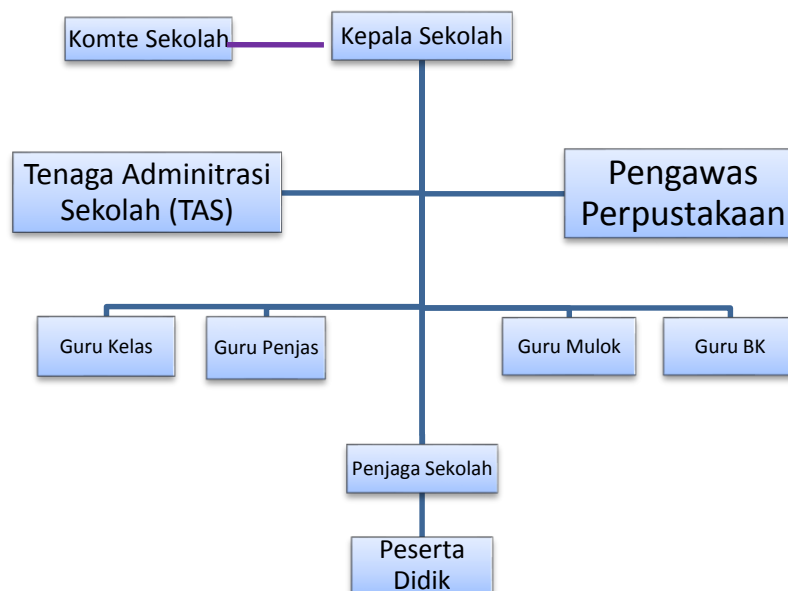 Komte Sekolah
Kepala Sekolah
Tenaga Adminitrasi
Sekolah (TAS)
Pengawas
Perpustakaan
Guru Kelas
Guru Penjas
Guru Mulok
Guru BK
Penjaga Sekolah
Peserta
Didik